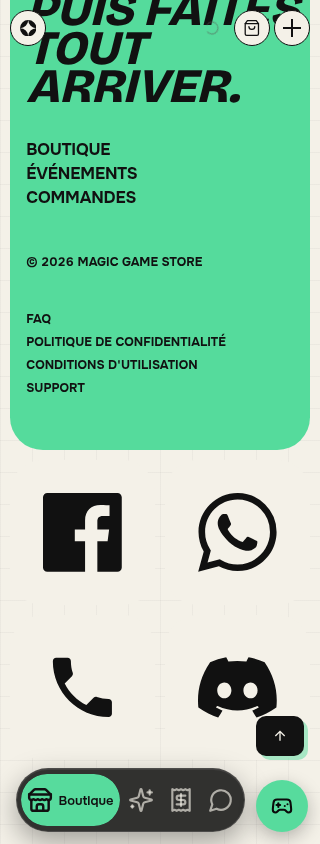 PUIS FAITES
TOUT
ARRIVER.
BOUTIQUE
ÉVÉNEMENTS
COMMANDES
© 2026 MAGIC GAME STORE
FAQ
POLITIQUE DE CONFIDENTIALITÉ
CONDITIONS D'UTILISATION
SUPPORT
Boutique